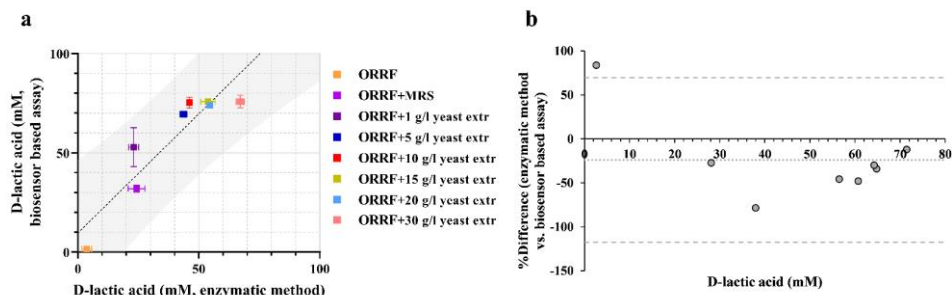 a
D-lactic acid (mM,
biosensor based assay)
100
50
0
0
50
100
D-lactic acid (mM, enzymatic method)
ORRF
ORRF+MRS
ORRF+1 g/l yeast extr
ORRF+5 g/l yeast extr
ORRF+10 g/l yeast extr
ORRF+15 g/l yeast extr
ORRF+20 g/l yeast extr
ORRF+30 g/l yeast extr
b
%Difference (enzymatic method
vs. biosensor based assay)
100
50
0
-50
-100
-150
0 10 20 30 40 50 60 70 80
D-lactic acid (mM)